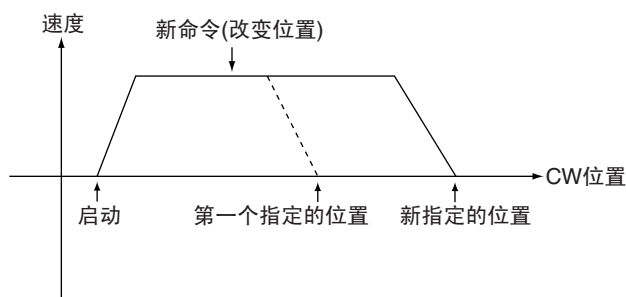 速度
新命令(改变位置)
CW位置
启动
第一个指定的位置
新指定的位置